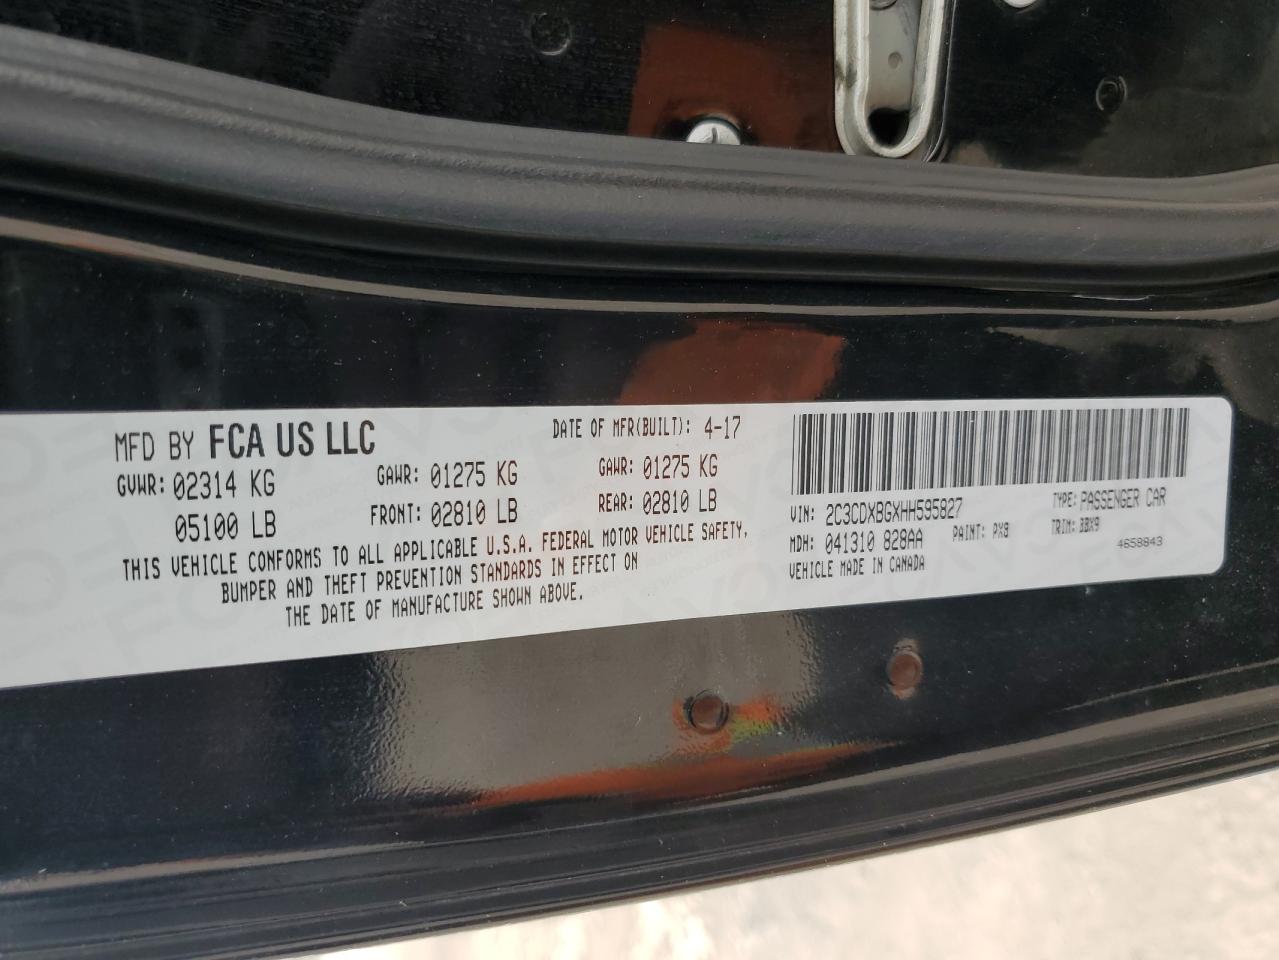 MFD BY FCA US LLC
DATE OF MFR(BUILT): 4-17
GVWR: 02314 KG
GAWR: 01275 KG
GAWR: 01275 KG
05100 LB
FRONT: 02810 LB
REAR: 02810 LB
THIS VEHICLE CONFORMS TO ALL APPLICABLE U.S.A. FEDERAL MOTOR VEHICLE SAFETY,
BUMPER AND THEFT PREVENTION STANDARDS IN EFFECT ON
THE DATE OF MANUFACTURE SHOWN ABOVE.
VIN: 2C3CDXBGXHH595827
TYPE: PASSENGER CAR
MDH: 041310 828AA
PAINT: PX8
TRIM:
VEHICLE MADE IN CANADA
4658843